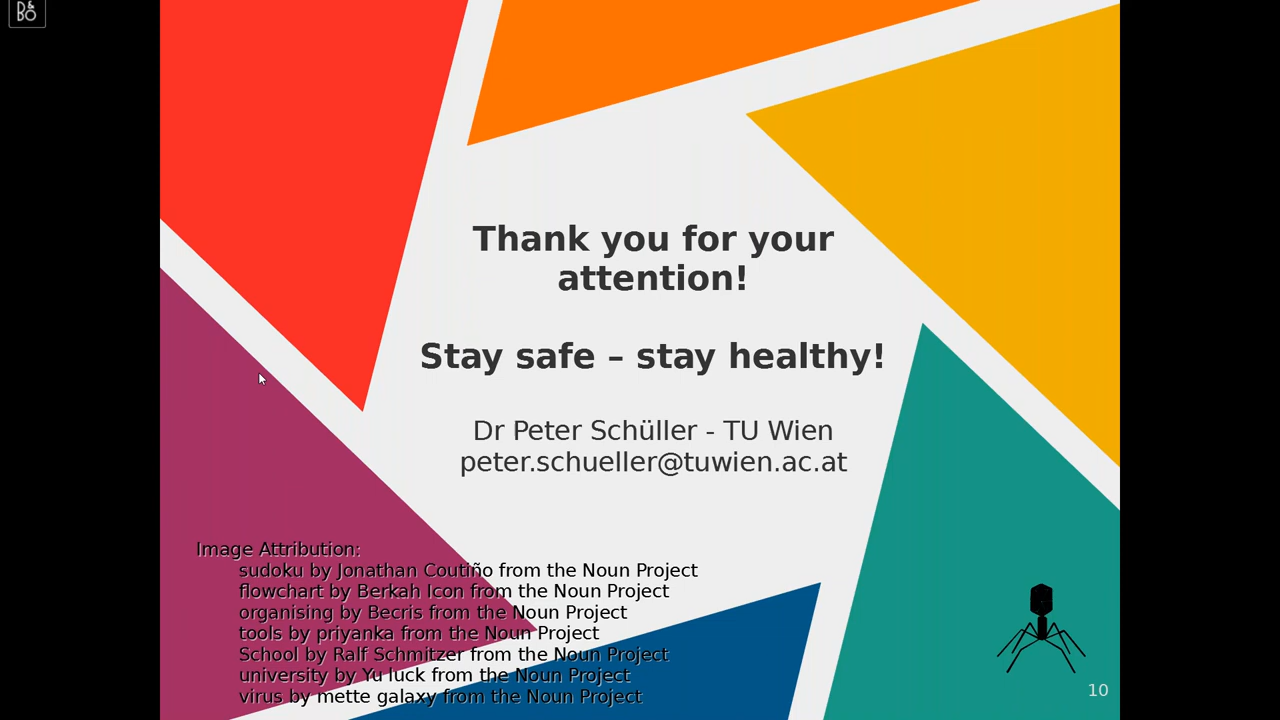 B&O
Thank you for your
attention!
Stay safe – stay healthy!
Dr Peter Schüller - TU Wien
peter.schueller@tuwien.ac.at
Image Attribution:
sudoku by Jonathan Coutiño from the Noun Project
flowchart by Berkah Icon from the Noun Project
organising by Becris from the Noun Project
tools by priyanka from the Noun Project
School by Ralf Schmitzer from the Noun Project
university by Yu luck from the Noun Project
virus by mette galaxy from the Noun Project
10